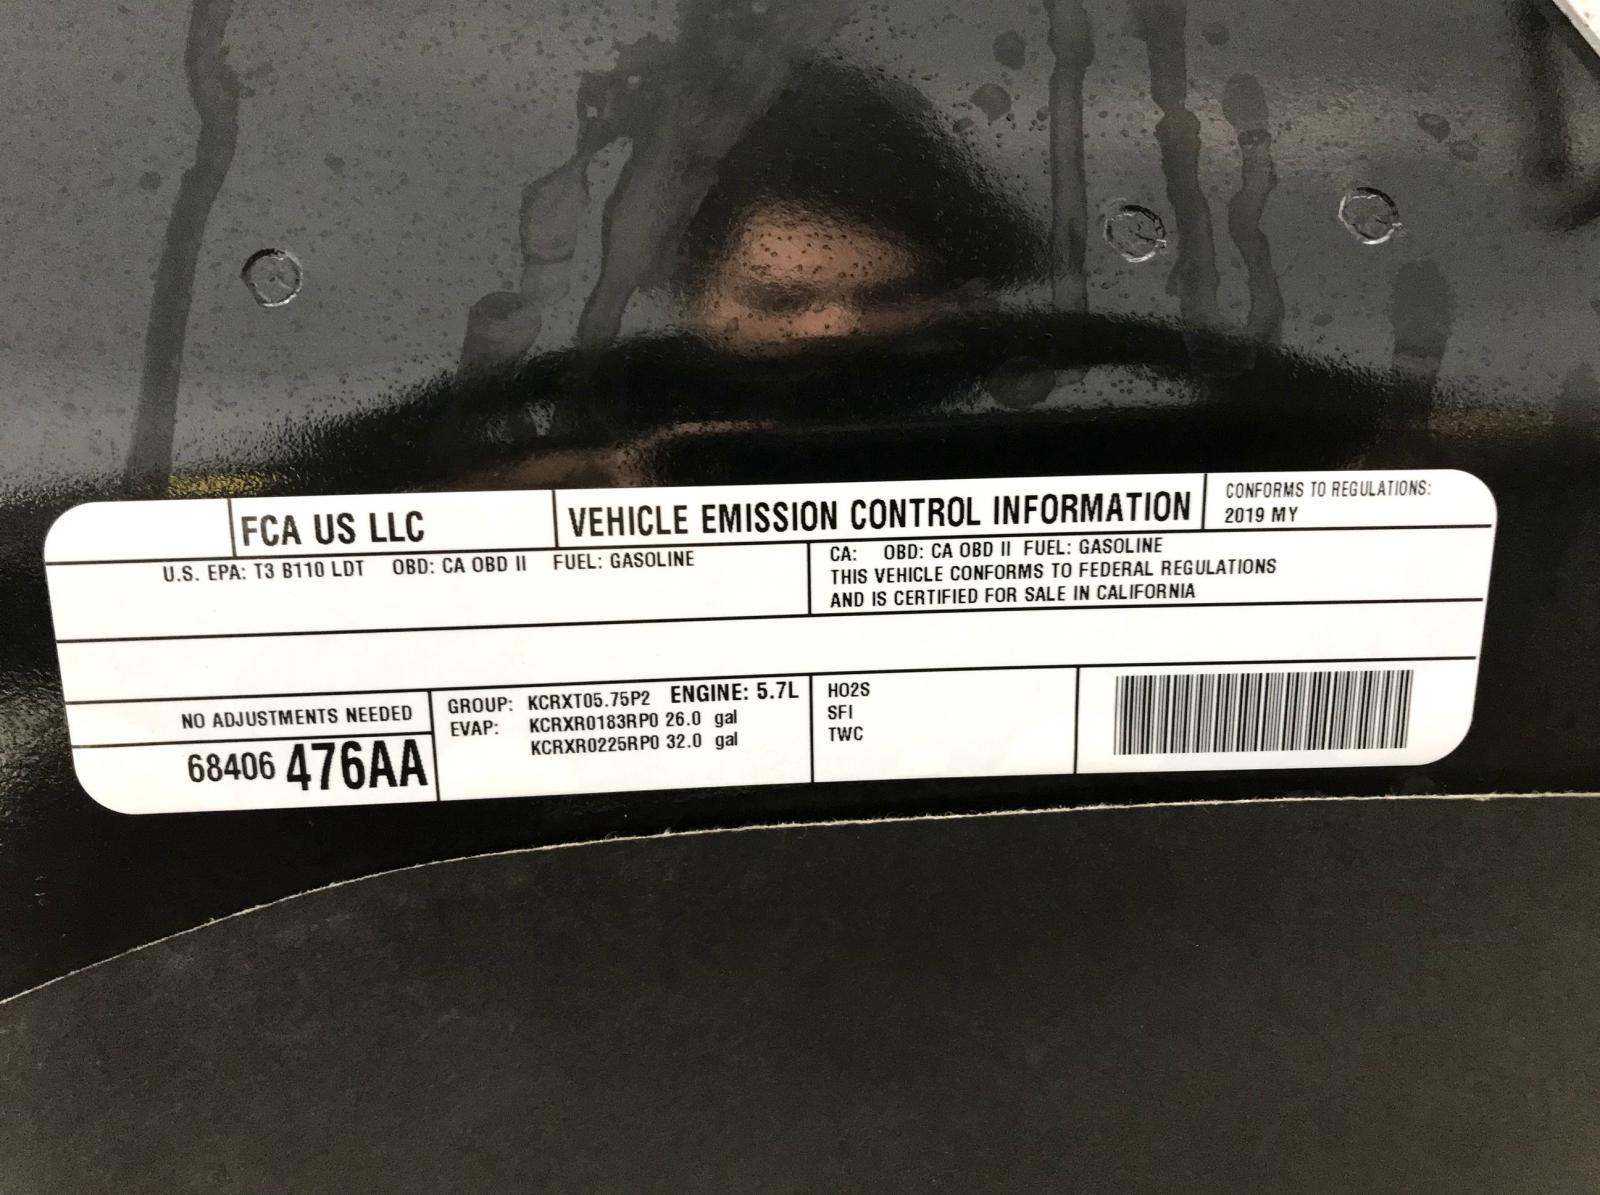 FCA US LLC
VEHICLE EMISSION CONTROL INFORMATION
CONFORMS TO REGULATIONS:
2019 MY
U.S. EPA: T3 B110 LDT OBD: CA OBD II FUEL: GASOLINE
CA: OBD: CA OBD II FUEL: GASOLINE
THIS VEHICLE CONFORMS TO FEDERAL REGULATIONS
AND IS CERTIFIED FOR SALE IN CALIFORNIA
NO ADJUSTMENTS NEEDED
68406 476AA
GROUP: KCRXT05.75P2 ENGINE: 5.7L
EVAP: KCRXR0183RP0 26.0 gal
KCRXR0225RP0 32.0 gal
HO2S
SFI
TWC